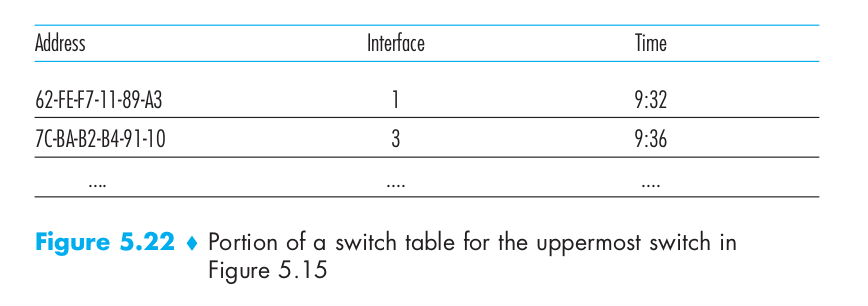 Address Interface Time
62-FE-F7-11-89-A3 1 9:32
7C-BA-B2-B4-91-10 3 9:36
.... .... ....
Figure 5.22 ♦ Portion of a switch table for the uppermost switch in
Figure 5.15